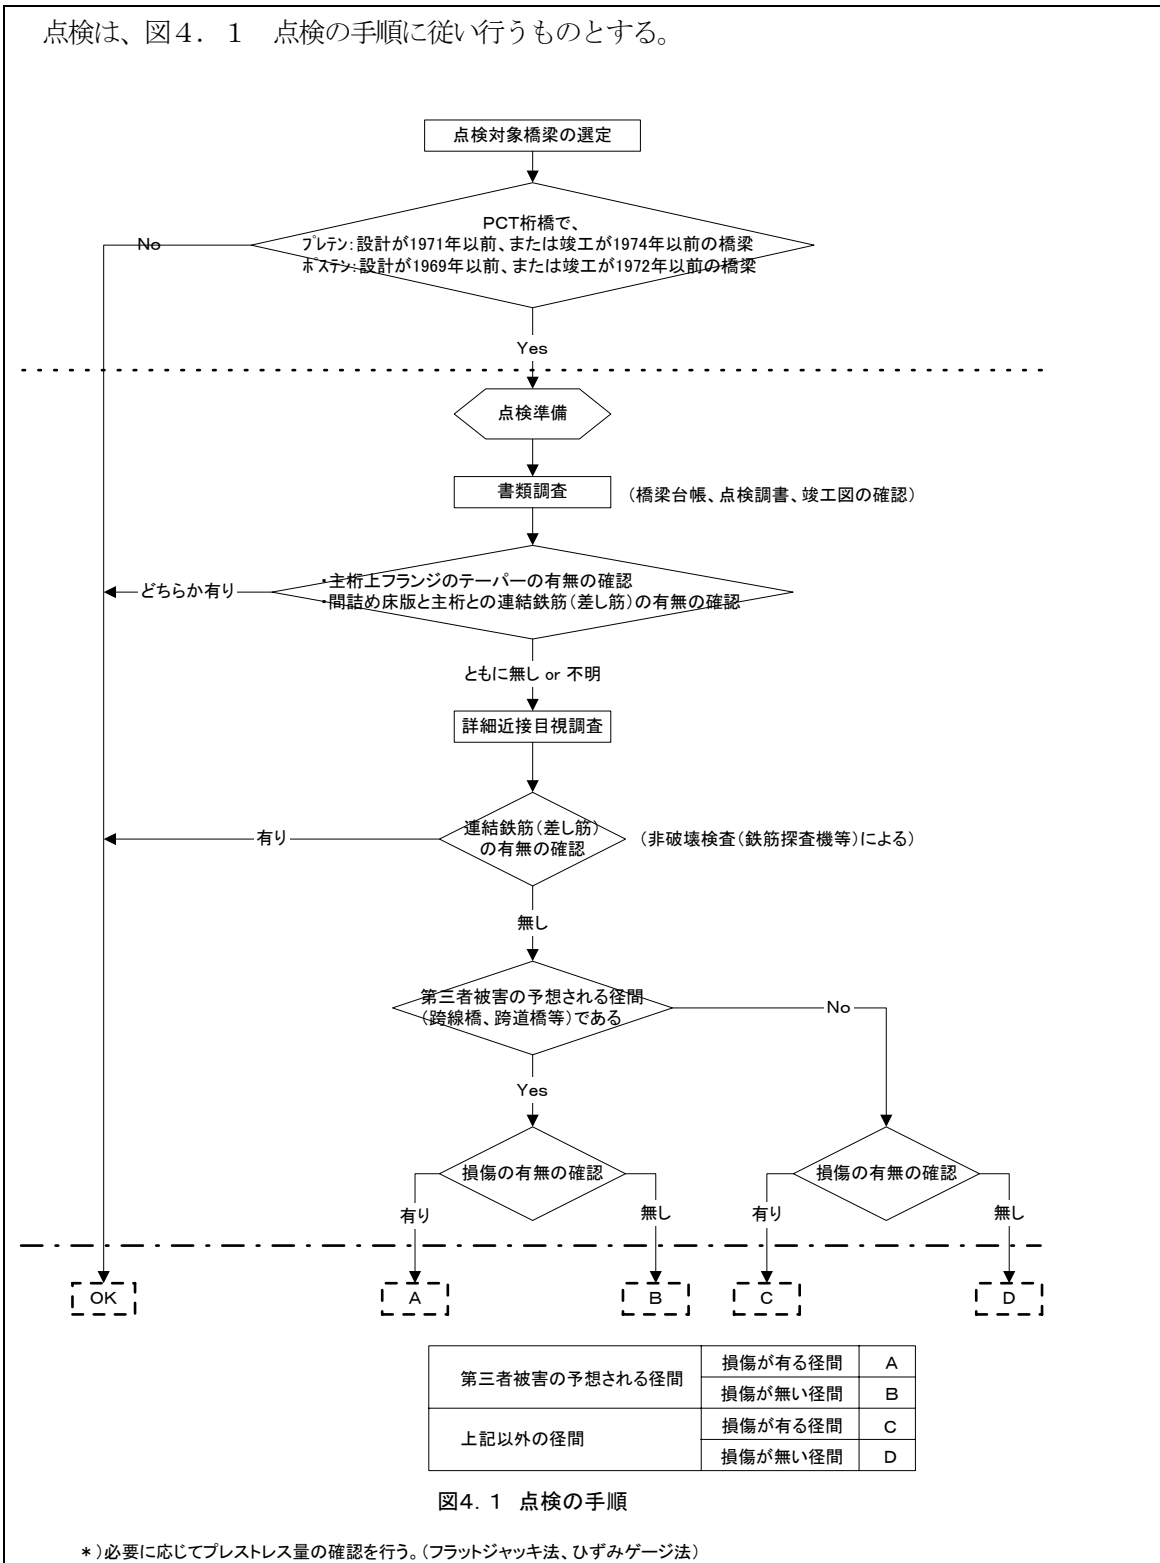 点検は、図4．1　点検の手順に従い行うものとする。
点検対象橋梁の選定
PCT桁橋で、
ﾌﾟﾚﾃﾝ：設計が1971年以前、または竣工が1974年以前の橋梁
ﾎﾟｽﾃﾝ：設計が1969年以前、または竣工が1972年以前の橋梁
No
Yes
点検準備
書類調査
（橋梁台帳、点検調書、竣工図の確認）
・主桁上フランジのテーパーの有無の確認
・間詰め床版と主桁との連結鉄筋（差し筋）の有無の確認
どちらか有り
ともに無し or 不明
詳細近接目視調査
連結鉄筋（差し筋）
の有無の確認
（非破壊検査（鉄筋探査機等）による）
有り
無し
第三者被害の予想される径間
（跨線橋、跨道橋等）である
No
Yes
損傷の有無の確認
損傷の有無の確認
有り
無し
有り
無し
OK
A
B
C
D
第三者被害の予想される径間
損傷が有る径間 A
損傷が無い径間 B
上記以外の径間
損傷が有る径間 C
損傷が無い径間 D
図4．1 点検の手順
＊）必要に応じてプレストレス量の確認を行う。（フラットジャッキ法、ひずみゲージ法）